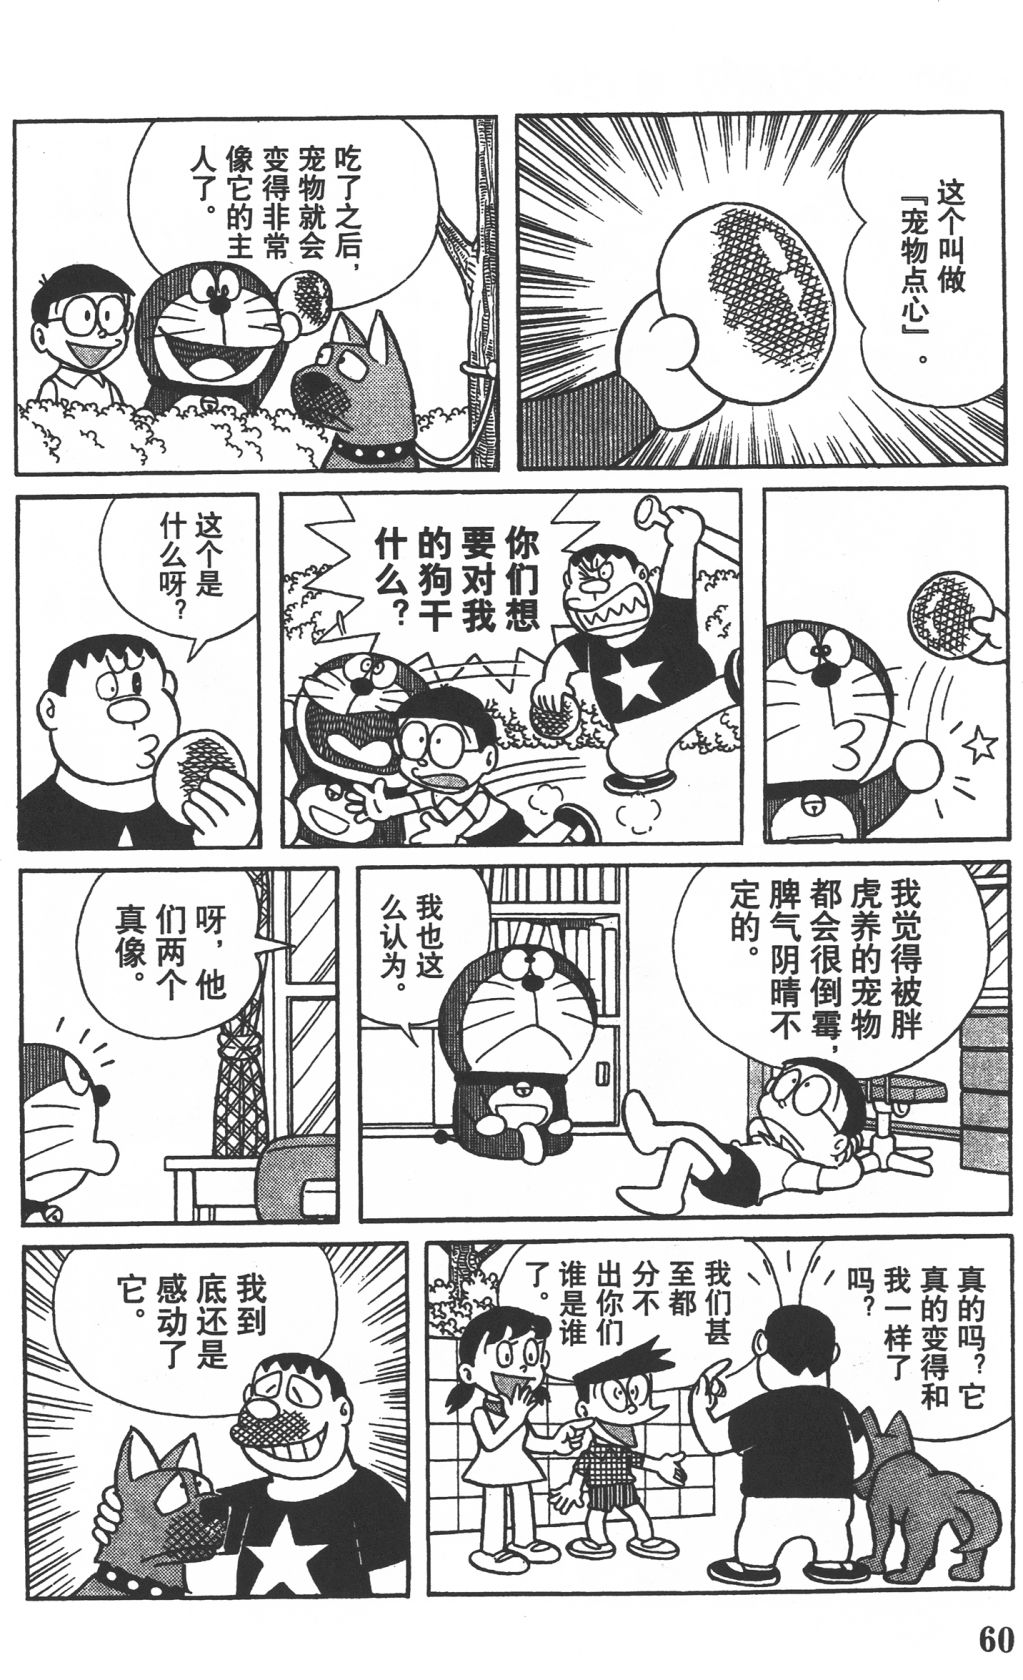 这个叫做
『宠物点心』。
吃了之后，
宠物就会
变得非常
像它的主
人了。
你们想
要对我
的狗干
什么？
这个是
什么呀？
我觉得被胖
虎养的宠物
都会很倒霉，
脾气阴晴不
定的。
我也这
么认为。
呀，他
们两个
真像。
真的吗？它
真的变得和
我一样了
吗？
我们甚
至都
分不
出你们
谁是谁
了。
我到
底还是
感动了
它。
60